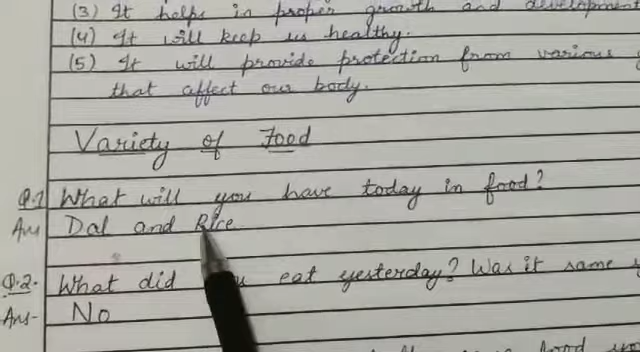 (3) It helps in proper growth and development
(4) It will keep us healthy.
(5) It will provide protection from various
that affect our body.
Variety of Food
Q.1 What will you have today in food?
Ans Dal and Rice
Q.2. What did eat yesterday? Was it same
Ans- No
food